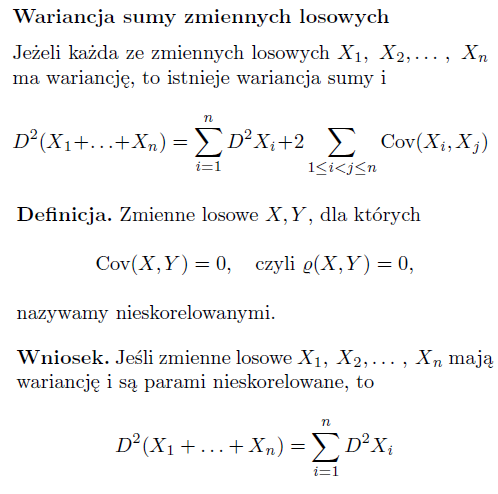 Wariancja sumy zmiennych losowych
Jeżeli każda ze zmiennych losowych X₁, X₂, … , Xₙ
ma wariancję, to istnieje wariancja sumy i
D²(X₁+…+Xₙ) = ∑ᵢ₌₁ⁿ D²Xᵢ+2 ∑_{1≤i<j≤n} Cov(Xᵢ, Xⱼ)
Definicja. Zmienne losowe X, Y, dla których
Cov(X, Y) = 0, czyli ϱ(X, Y) = 0,
nazywamy nieskorelowanymi.
Wniosek. Jeśli zmienne losowe X₁, X₂, … , Xₙ mają
wariancję i są parami nieskorelowane, to
D²(X₁ + … + Xₙ) = ∑ᵢ₌₁ⁿ D²Xᵢ